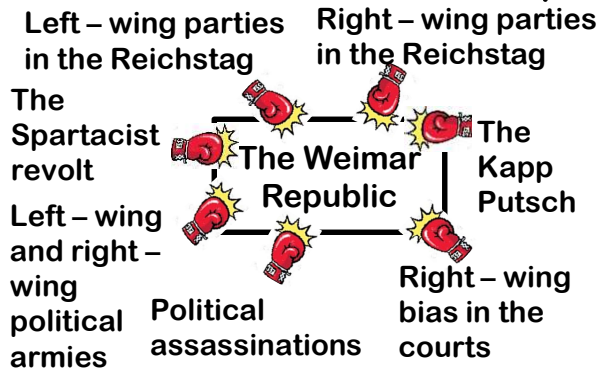 Left – wing parties
in the Reichstag
Right – wing parties
in the Reichstag
The
Spartacist
revolt
The Weimar
Republic
The
Kapp
Putsch
Left – wing
and right –
wing
political
armies
Political
assassinations
Right – wing
bias in the
courts